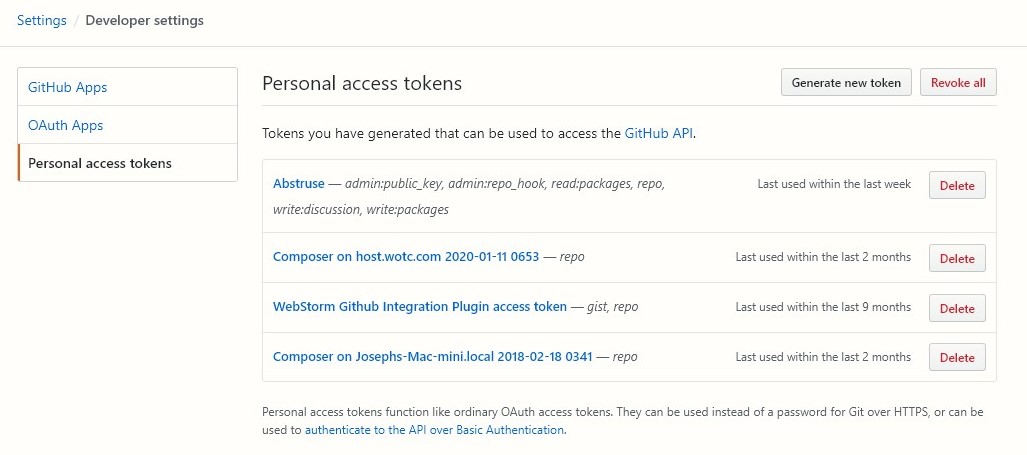 Settings / Developer settings
GitHub Apps
OAuth Apps
Personal access tokens
Personal access tokens
Generate new token
Revoke all
Tokens you have generated that can be used to access the GitHub API.
Abstruse — admin:public_key, admin:repo_hook, read:packages, repo,
write:discussion, write:packages
Last used within the last week
Delete
Composer on host.wotc.com 2020-01-11 0653 — repo
Last used within the last 2 months
Delete
WebStorm Github Integration Plugin access token — gist, repo
Last used within the last 9 months
Delete
Composer on Josephs-Mac-mini.local 2018-02-18 0341 — repo
Last used within the last 2 months
Delete
Personal access tokens function like ordinary OAuth access tokens. They can be used instead of a password for Git over HTTPS, or can be
used to authenticate to the API over Basic Authentication.